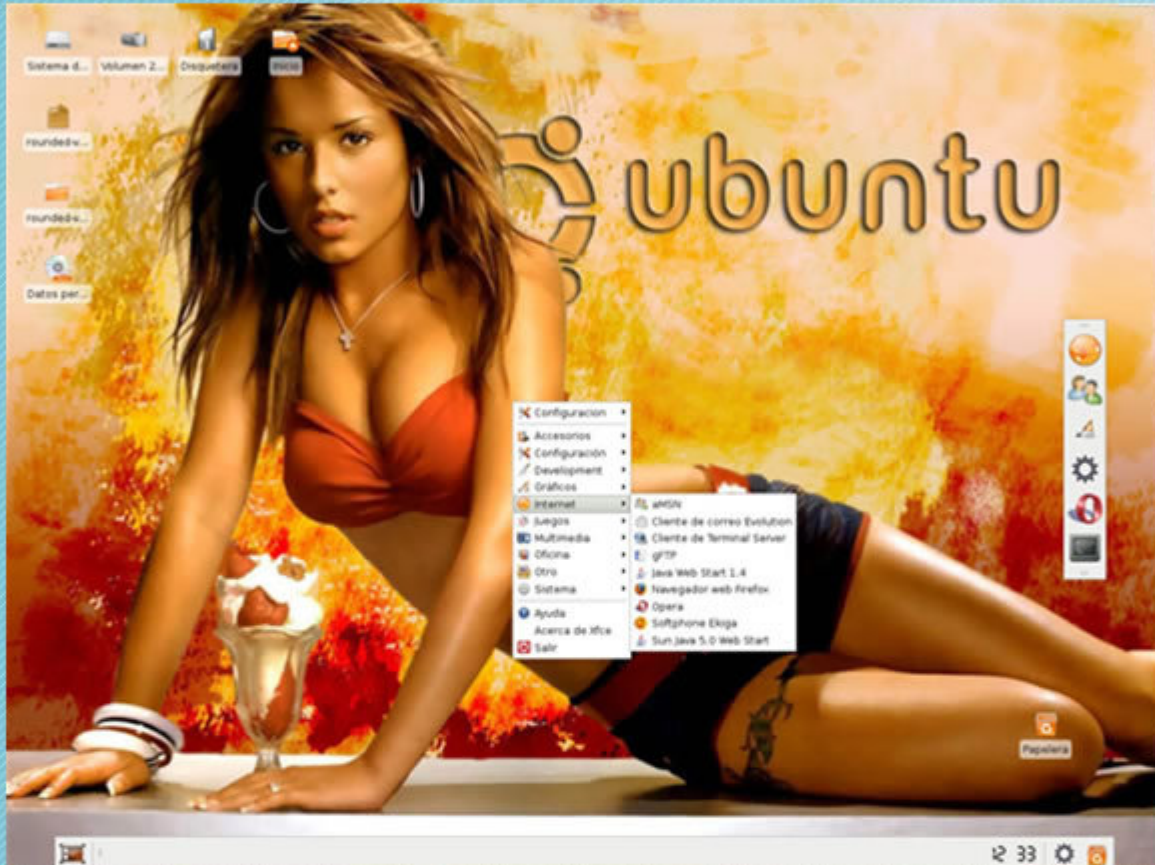 Sistema d...
Volumen 2...
Disquetera
Inicio
rounded-v...
rounded-v...
Datos per...
ubuntu
Configuracion
Accesorios
Configuración
Development
Gráficos
Internet
Juegos
Multimedia
Oficina
Otro
Sistema
Ayuda
Acerca de Xfce
Salir
aMSN
Cliente de correo Evolution
Cliente de Terminal Server
gFTP
Java Web Start 1.4
Navegador web Firefox
Opera
Softphone Ekiga
Sun Java 5.0 Web Start
Papelera
12 33